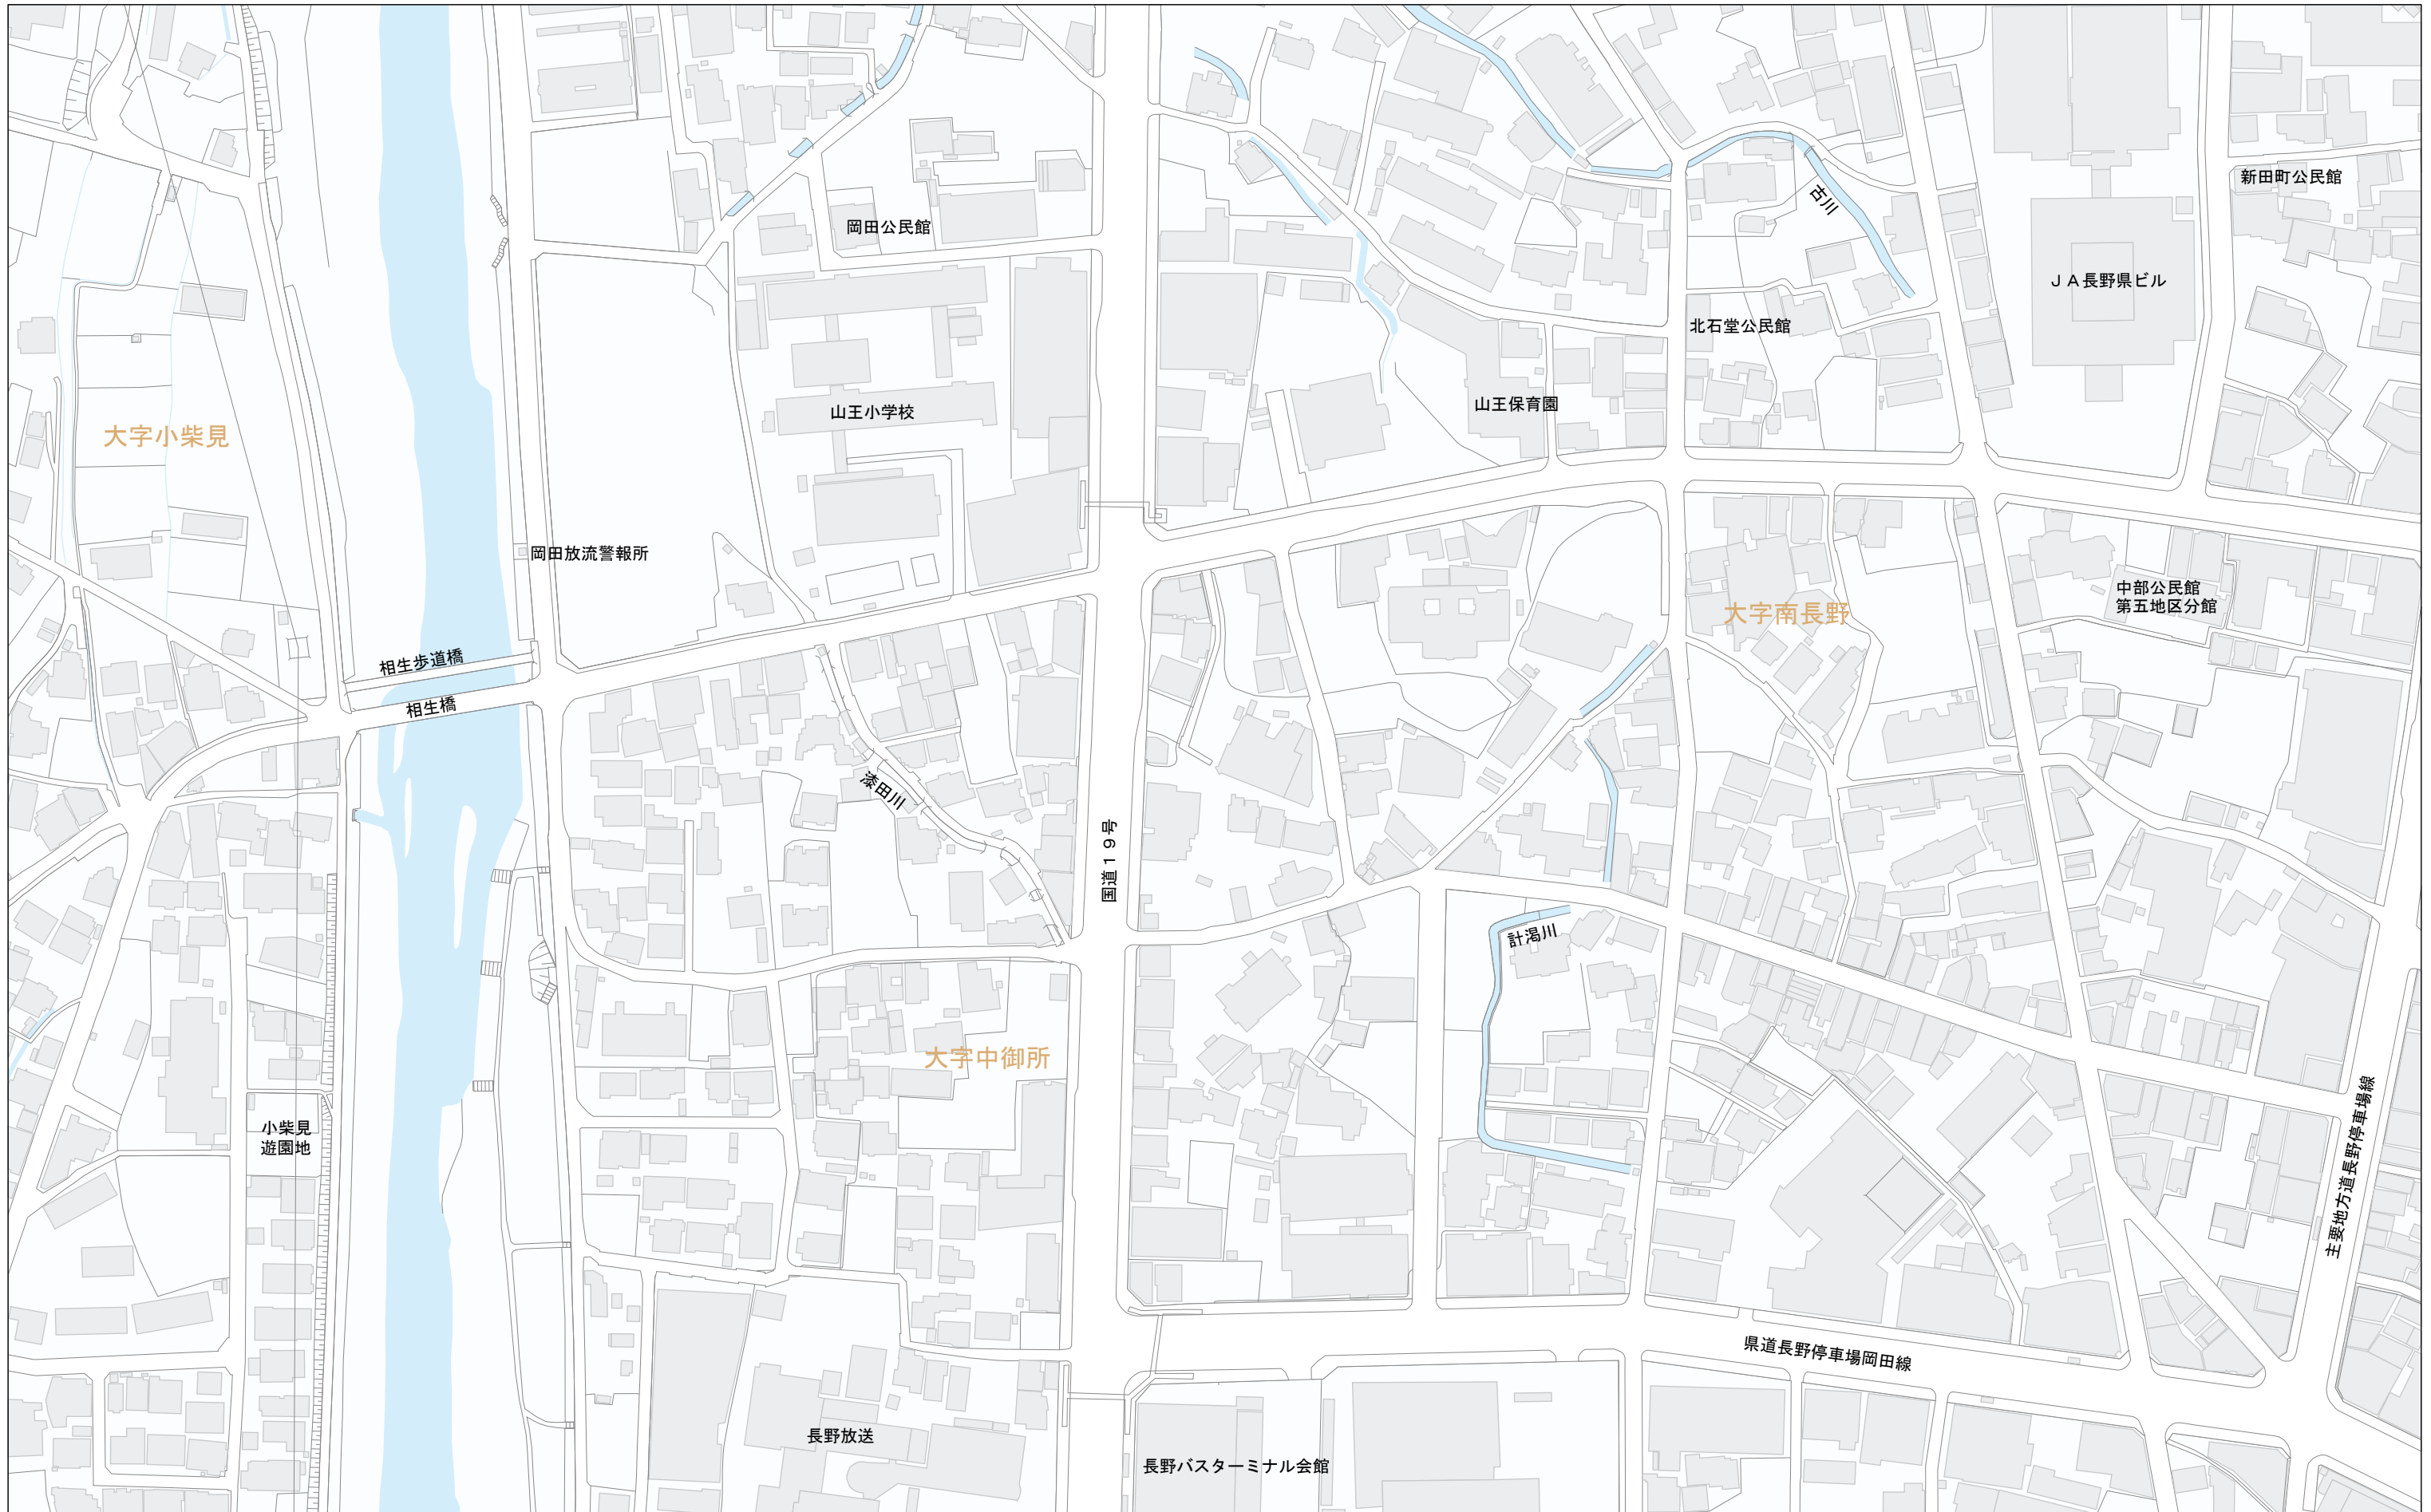 新田町公民館
古川
岡田公民館
ＪＡ長野県ビル
北石堂公民館
山王保育園
山王小学校
大字小柴見
岡田放流警報所
中部公民館
第五地区分館
大字南長野
相生歩道橋
相生橋
漆田川
国道１９号
計渇川
大字中御所
小柴見
遊園地
主要地方道長野停車場線
県道長野停車場岡田線
長野放送
長野バスターミナル会館